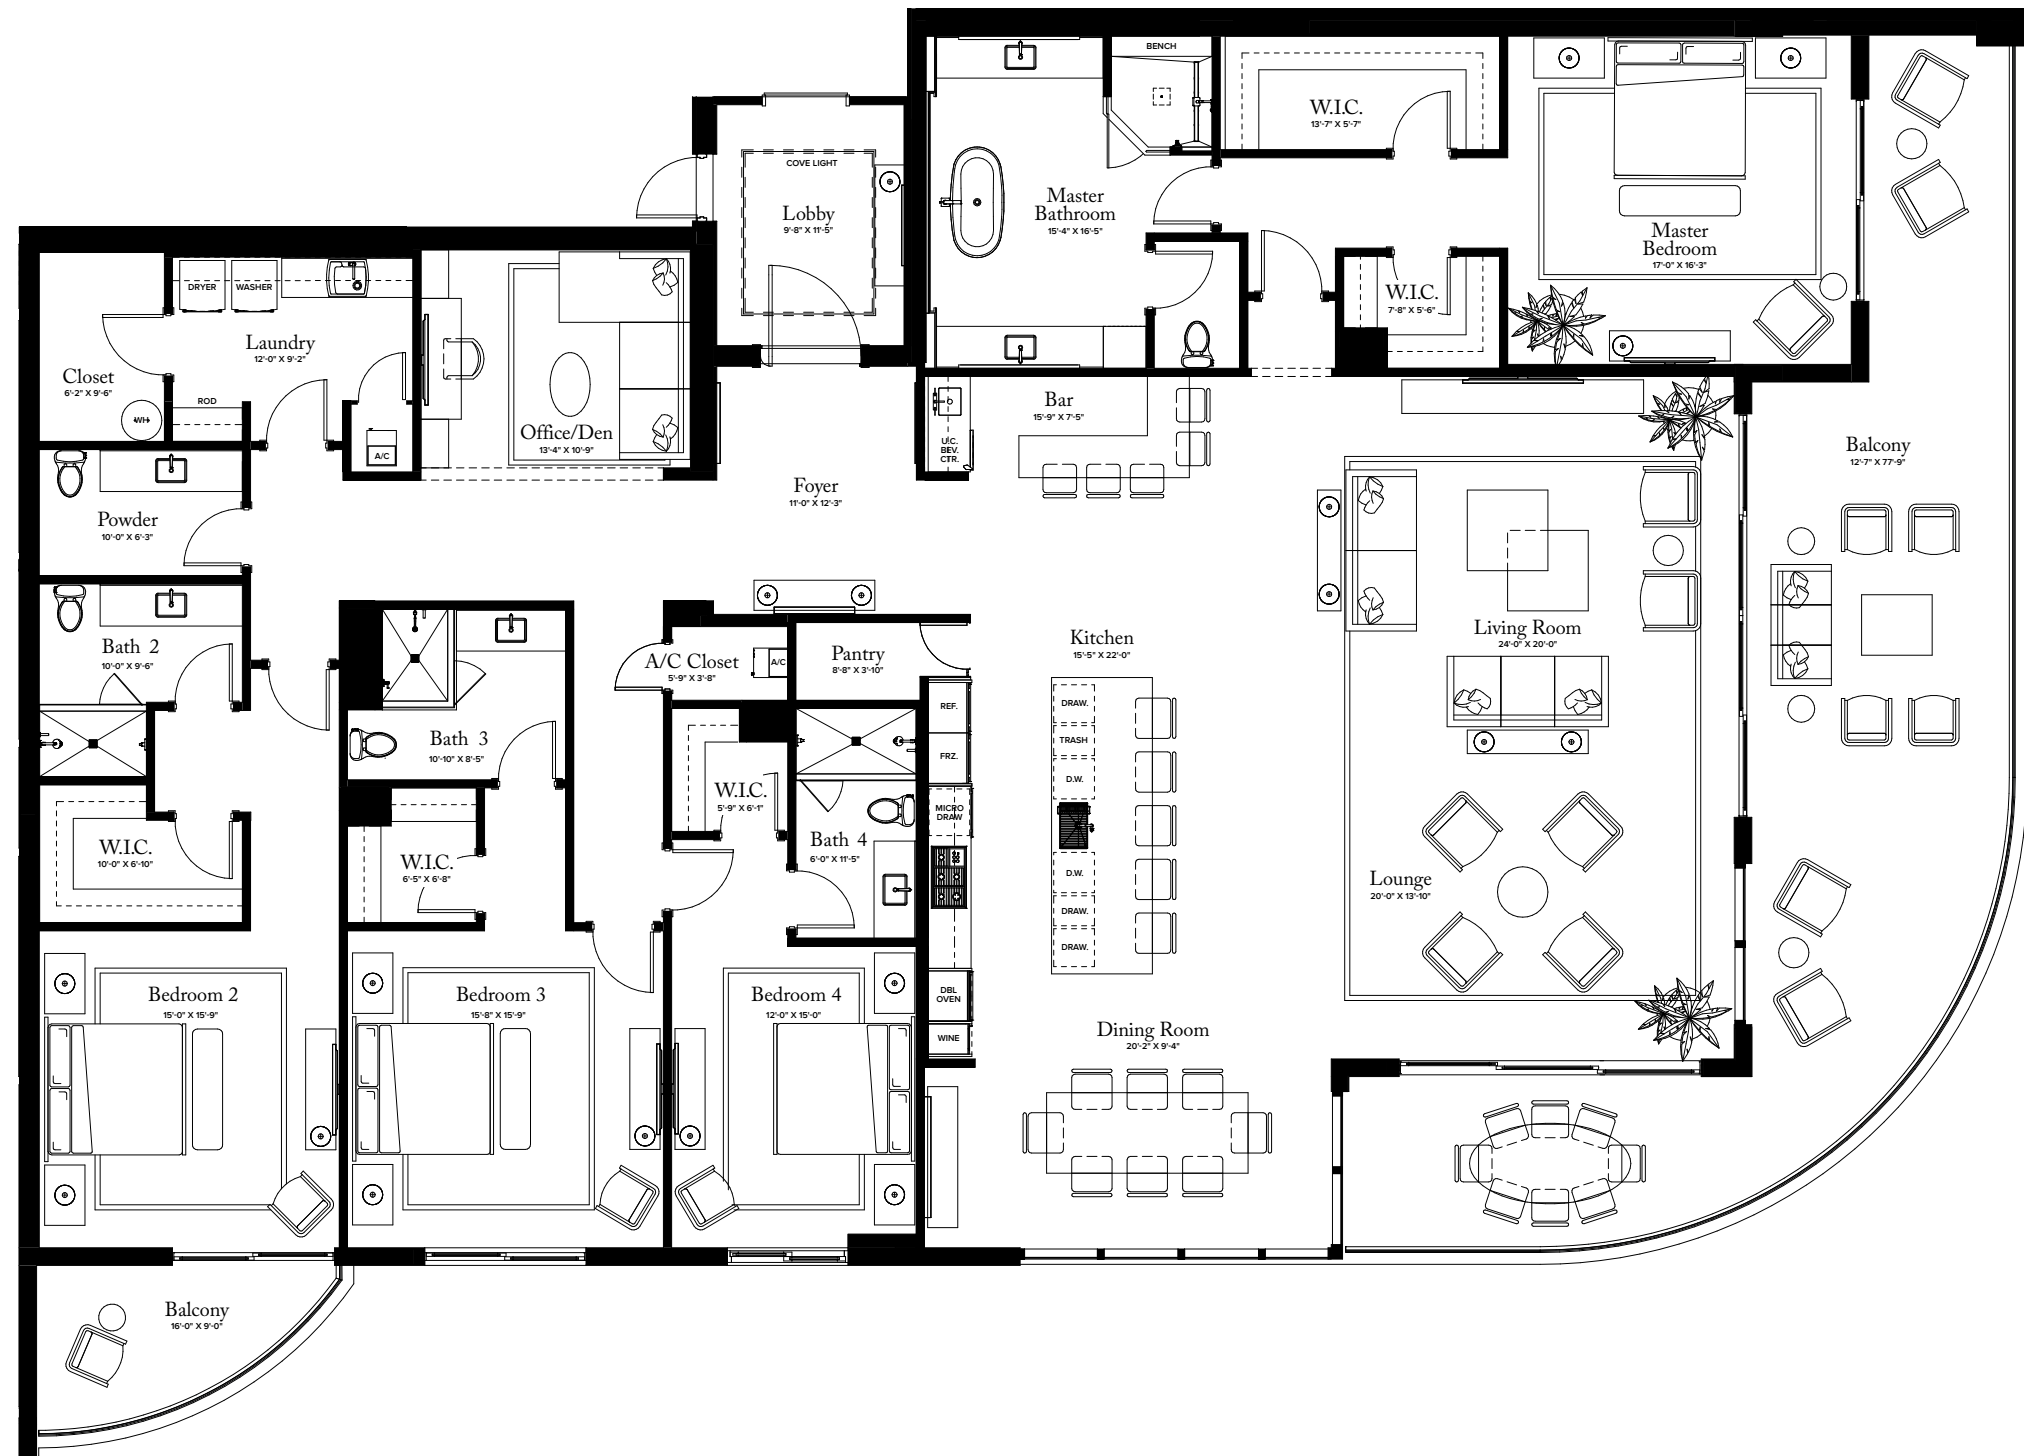 BENCH
W.I.C.
13'-7" X 5'-7"
COVE LIGHT
Lobby
9'-8" X 11'-5"
Master
Bathroom
15'-4" X 16'-5"
Master
Bedroom
17'-0" X 16'-3"
W.I.C.
7'-8" X 5'-6"
DRYER
WASHER
Laundry
12'-0" X 9'-2"
Closet
6'-2" X 9'-6"
WH
ROD
A/C
Office/Den
13'-4" X 10'-9"
Bar
15'-9" X 7'-5"
U.C.
BEV.
CTR.
Balcony
12'-7" X 77'-9"
Foyer
11'-0" X 12'-3"
Powder
10'-0" X 6'-3"
Bath 2
10'-0" X 9'-6"
Kitchen
15'-5" X 22'-0"
Living Room
24'-0" X 20'-0"
A/C Closet
5'-9" X 3'-8"
A/C
Pantry
8'-8" X 3'-10"
Bath 3
10'-10" X 8'-5"
REF.
FRZ.
DRAW.
TRASH
D.W.
W.I.C.
5'-9" X 6'-1"
MICRO
DRAW
Bath 4
6'-0" X 11'-5"
W.I.C.
10'-0" X 6'-10"
W.I.C.
6'-5" X 6'-8"
D.W.
DRAW.
DRAW.
Lounge
20'-0" X 13'-10"
Bedroom 2
15'-0" X 15'-9"
Bedroom 3
15'-8" X 15'-9"
Bedroom 4
12'-0" X 15'-0"
DBL
OVEN
WINE
Dining Room
20'-2" X 9'-4"
Balcony
16'-0" X 9'-0"